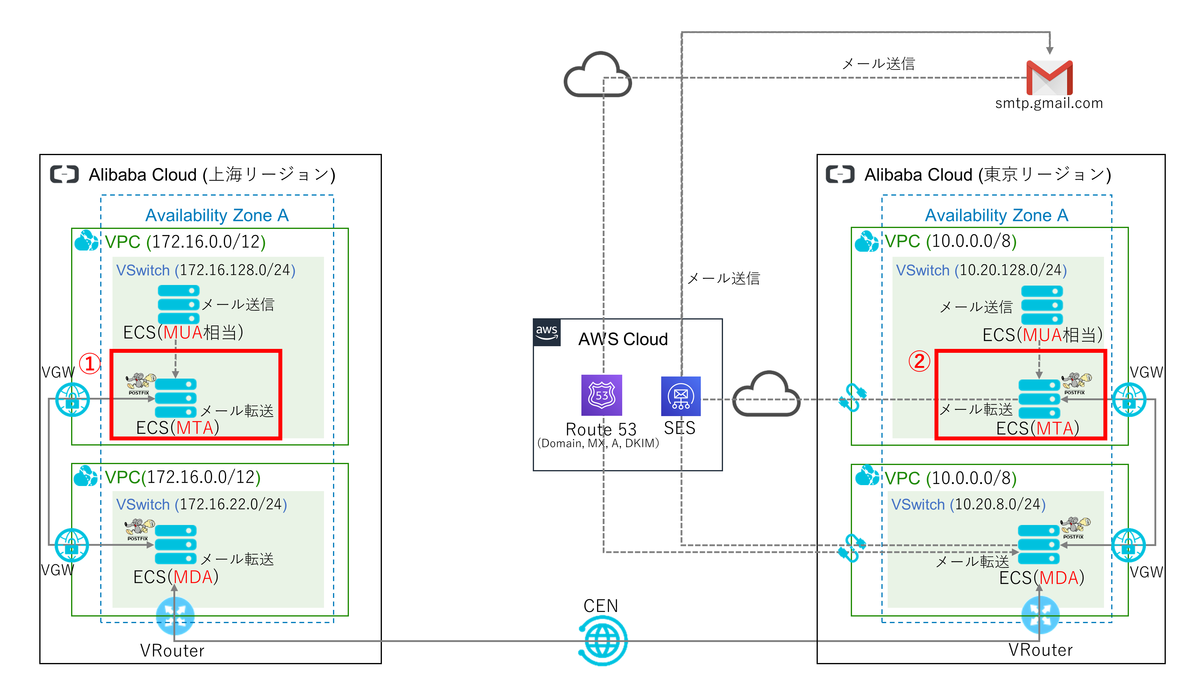 メール送信
smtp.gmail.com
Alibaba Cloud (上海リージョン)
Availability Zone A
VPC (172.16.0.0/12)
VSwitch (172.16.128.0/24)
メール送信
ECS(MUA相当)
①
VGW
POSTFIX
メール転送
ECS(MTA)
VPC(172.16.0.0/12)
VSwitch (172.16.22.0/24)
POSTFIX
メール転送
ECS(MDA)
VGW
VRouter
メール送信
aws
AWS Cloud
53
Route 53
(Domain, MX, A, DKIM)
SES
CEN
Alibaba Cloud (東京リージョン)
Availability Zone A
VPC (10.0.0.0/8)
VSwitch (10.20.128.0/24)
メール送信
ECS(MUA相当)
②
VGW
POSTFIX
メール転送
ECS(MTA)
VPC (10.0.0.0/8)
VSwitch (10.20.8.0/24)
POSTFIX
メール転送
ECS(MDA)
VGW
VRouter